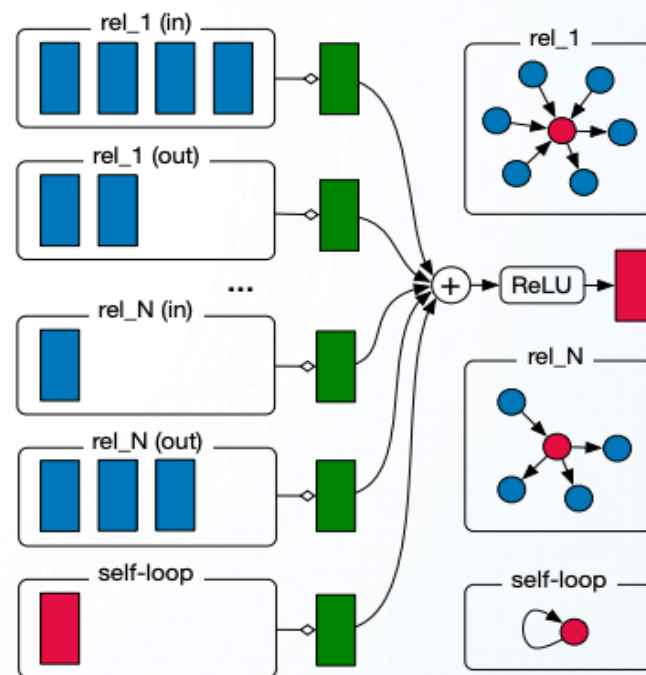 rel_1 (in)
rel_1 (out)
...
rel_N (in)
rel_N (out)
self-loop
+
ReLU
rel_1
rel_N
self-loop